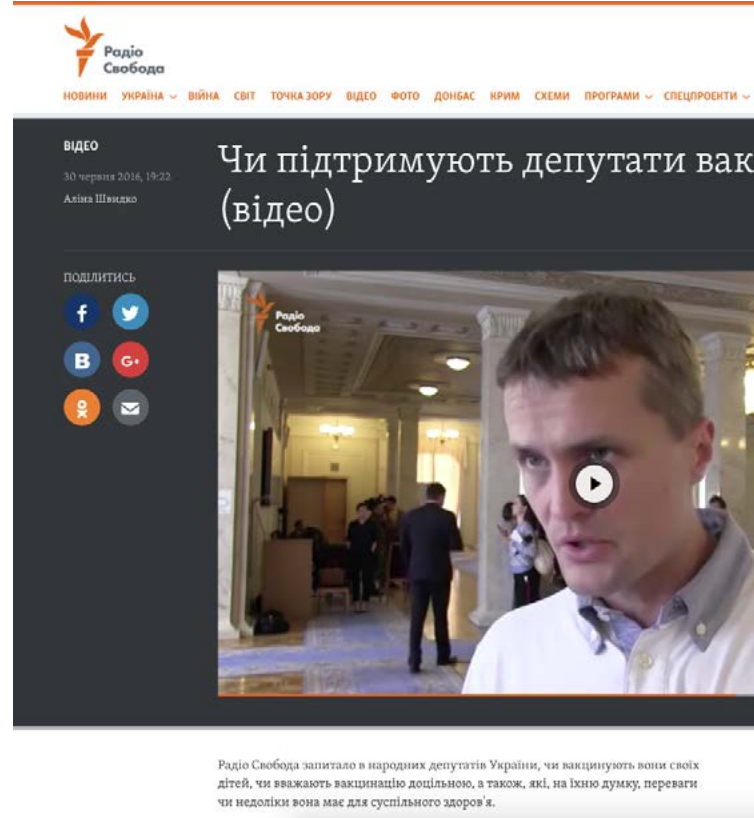 Радіо
Свобода
НОВИНИ УКРАЇНА ВІЙНА СВІТ ТОЧКА ЗОРУ ВІДЕО ФОТО ДОНБАС КРИМ СХЕМИ ПРОГРАМИ СПЕЦПРОЕКТИ
ВІДЕО
30 червня 2016, 19:22
Аліна Швидко
Чи підтримують депутати вак
(відео)
ПОДІЛИТИСЬ
Радіо
Свобода
Радіо Свобода запитало в народних депутатів України, чи вакцинують вони своїх
дітей, чи вважають вакцинацію доцільною, а також, які, на їхню думку, переваги
чи недоліки вона має для суспільного здоров'я.